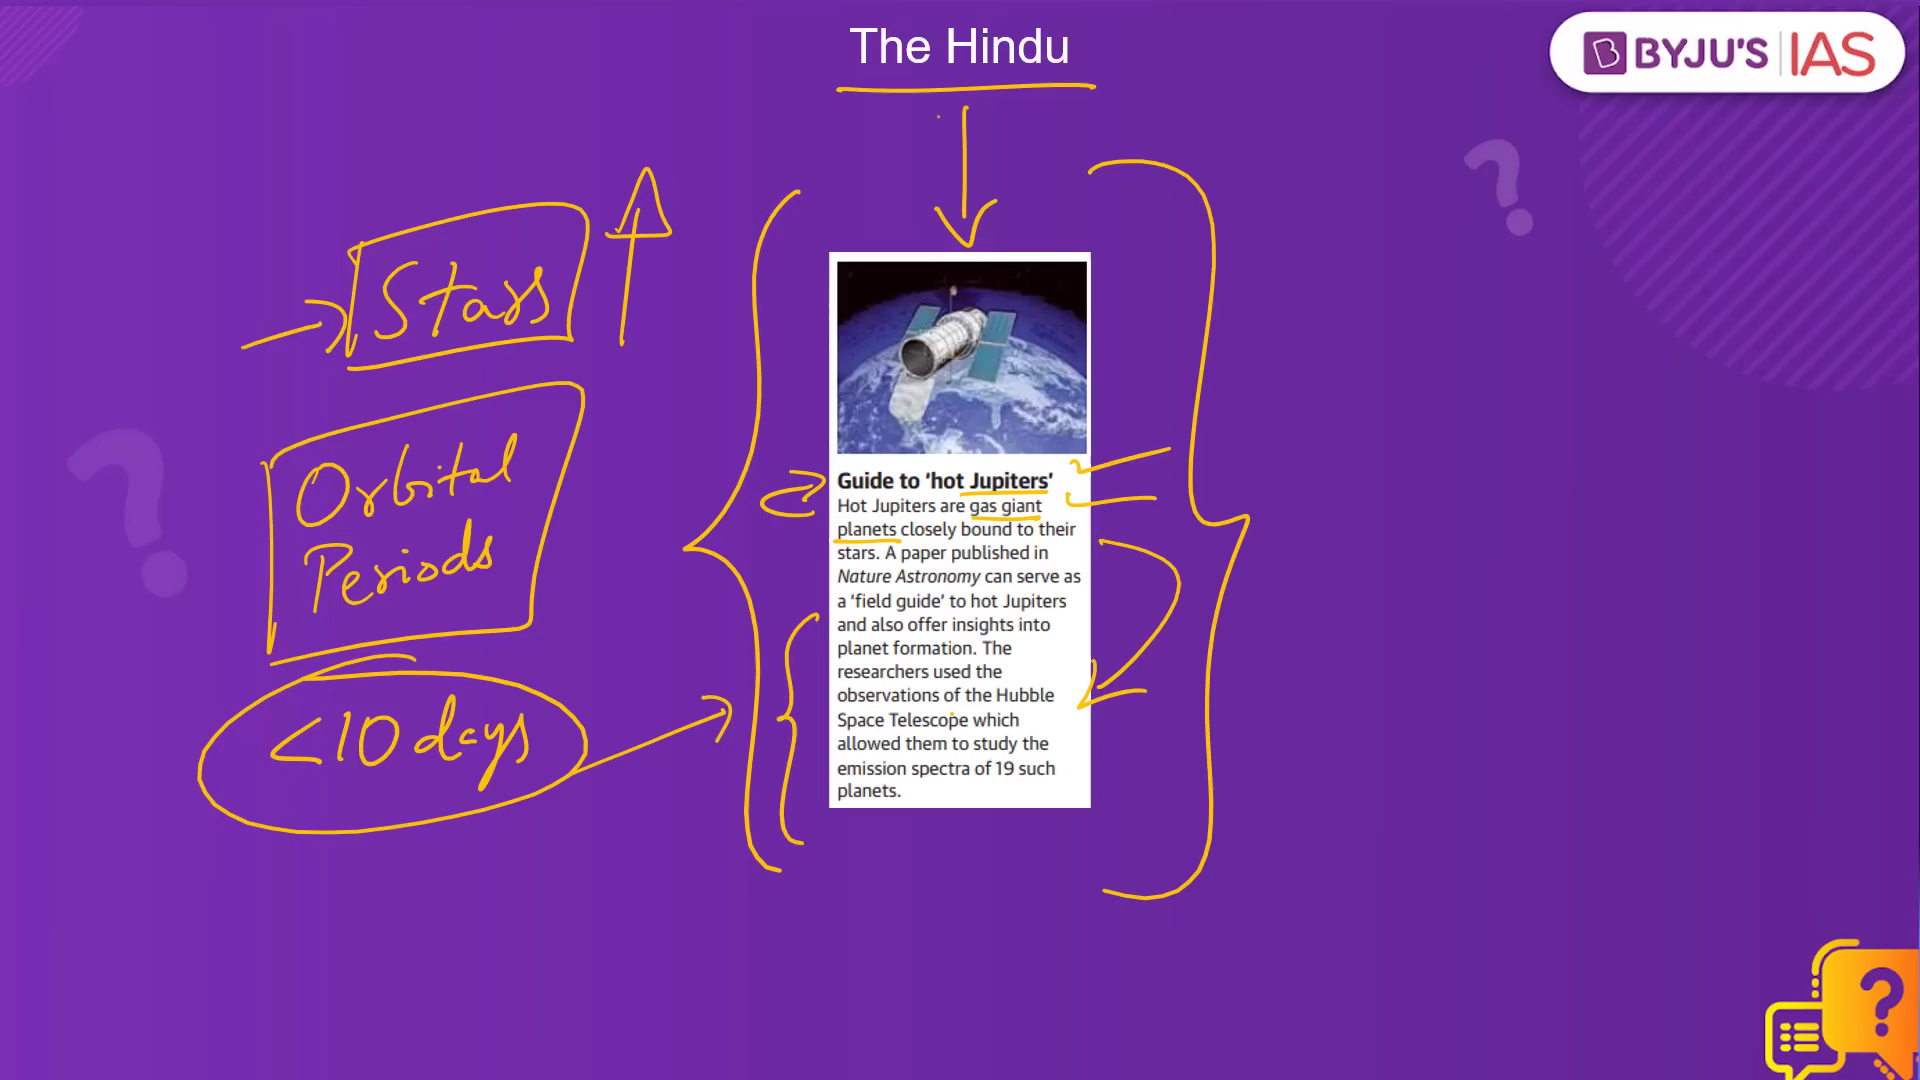 The Hindu
BYJU'S IAS
Stars
Orbital
Periods
<10 days
Guide to ‘hot Jupiters’
Hot Jupiters are gas giant
planets closely bound to their
stars. A paper published in
Nature Astronomy can serve as
a ‘field guide’ to hot Jupiters
and also offer insights into
planet formation. The
researchers used the
observations of the Hubble
Space Telescope which
allowed them to study the
emission spectra of 19 such
planets.